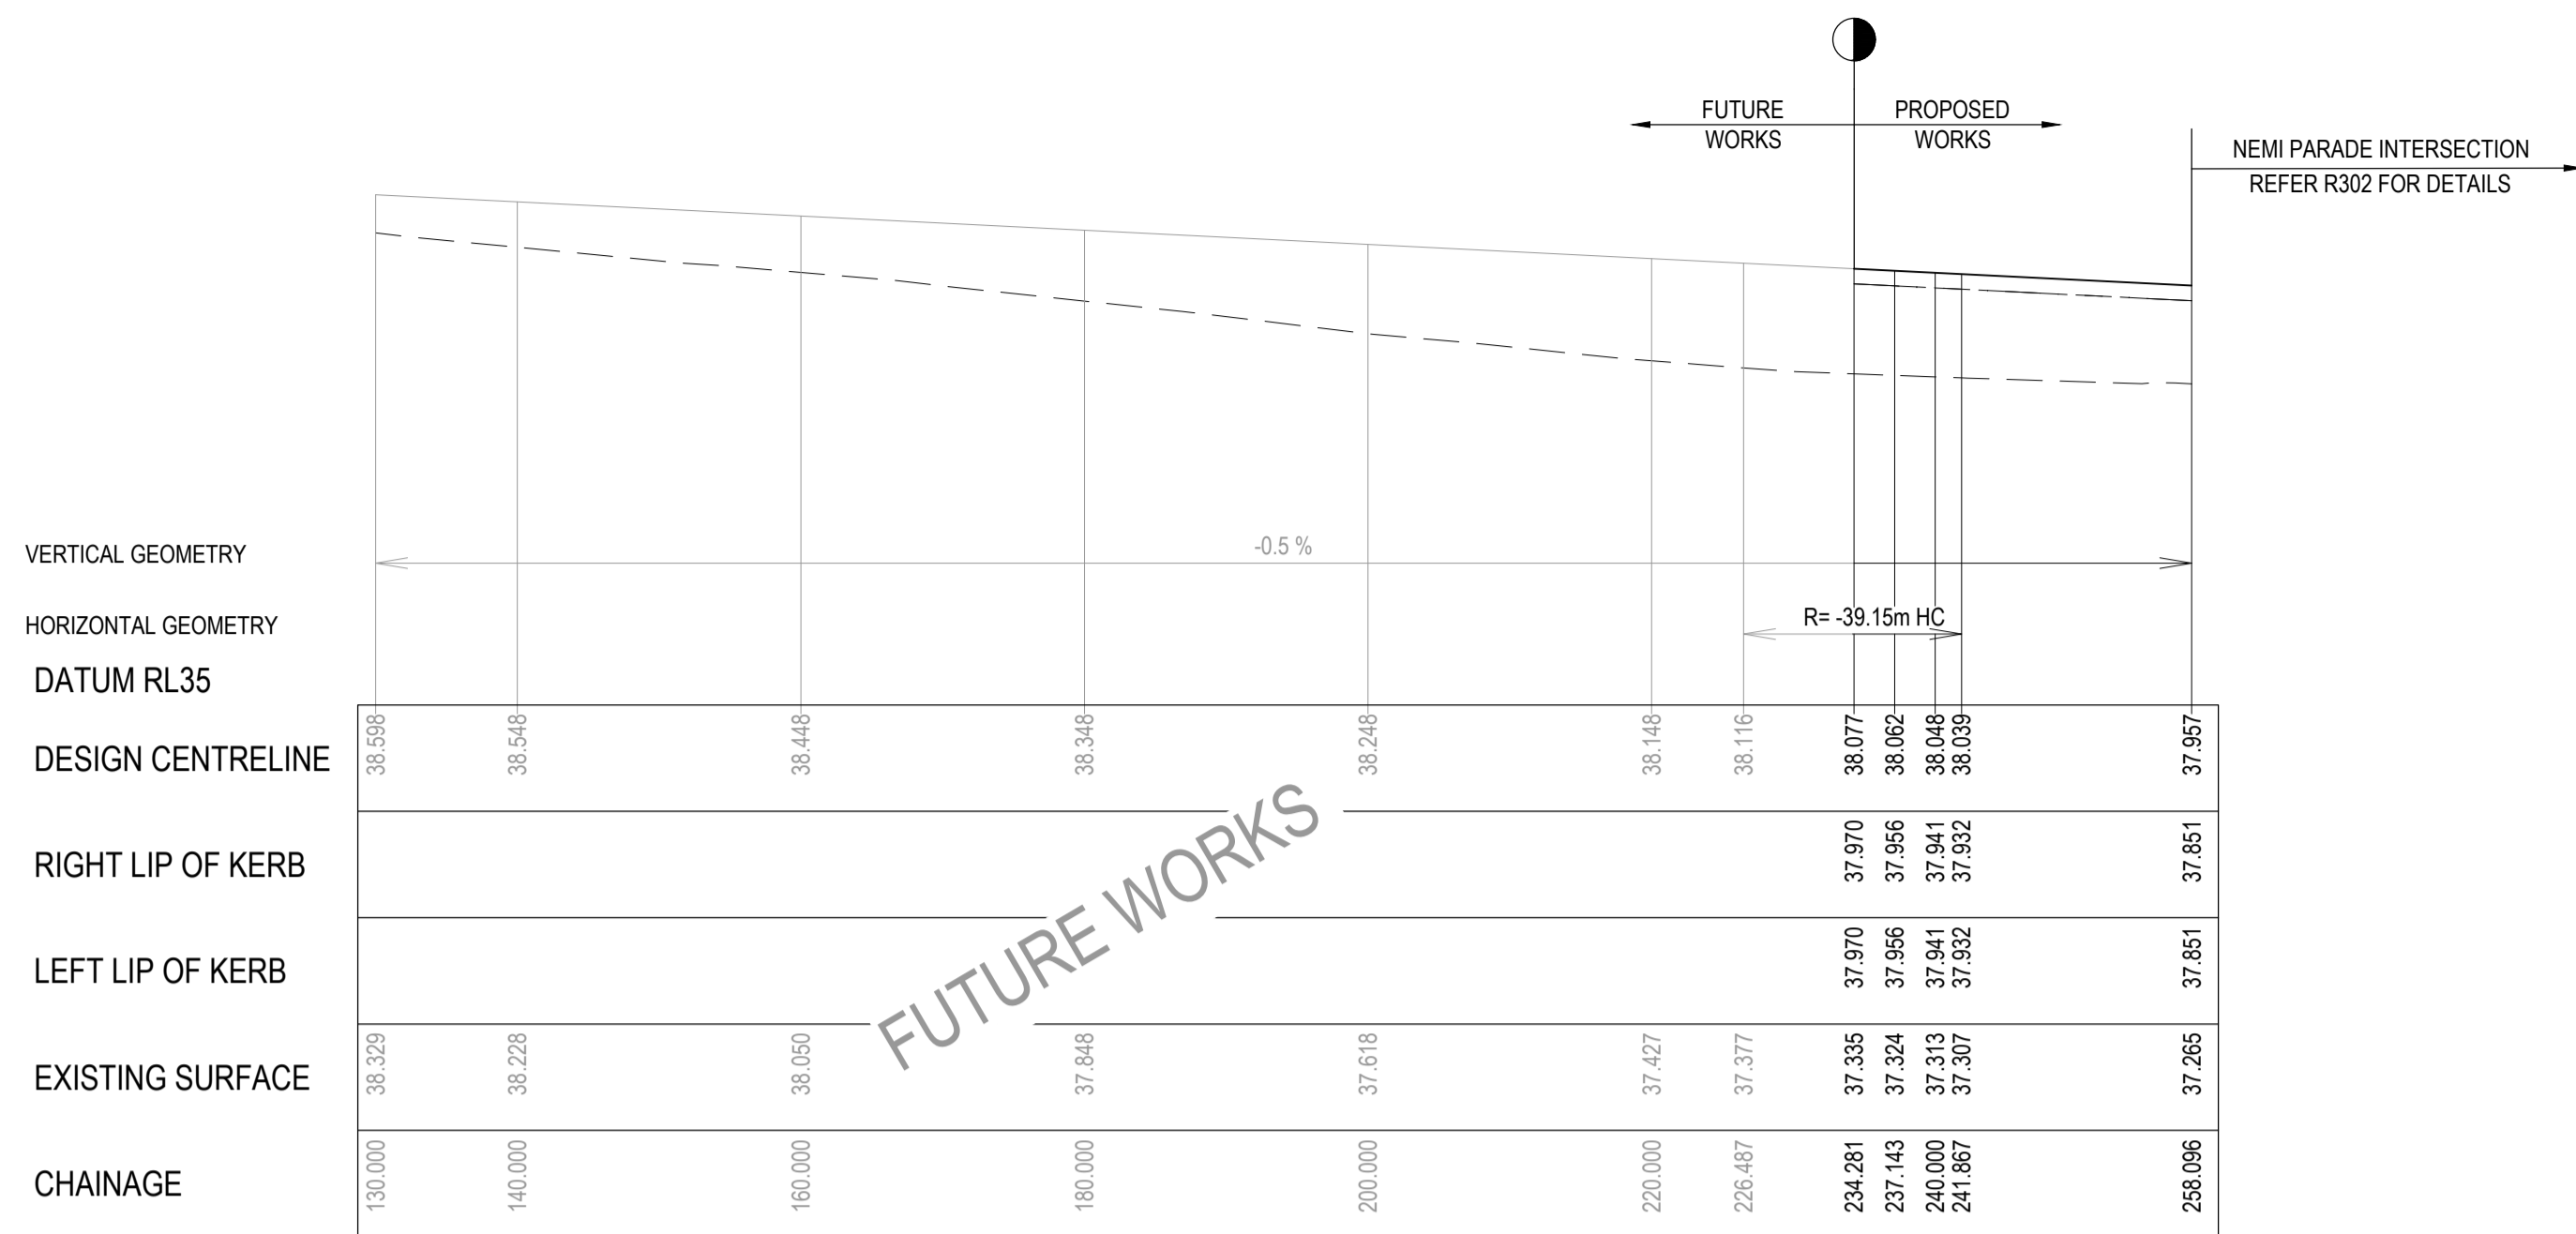 FUTURE
WORKS
PROPOSED
WORKS
NEMI PARADE INTERSECTION
REFER R302 FOR DETAILS
VERTICAL GEOMETRY
-0.5 %
HORIZONTAL GEOMETRY
R= -39.15m HC
DATUM RL35
DESIGN CENTRELINE 38.598 38.548 38.448 38.348 38.248 38.148 38.116 38.077 38.062 38.048 38.039 37.957
RIGHT LIP OF KERB 37.970 37.956 37.941 37.932 37.851
LEFT LIP OF KERB 37.970 37.956 37.941 37.932 37.851
FUTURE WORKS
EXISTING SURFACE 38.329 38.228 38.050 37.848 37.618 37.427 37.377 37.335 37.324 37.313 37.307 37.265
CHAINAGE 130.000 140.000 160.000 180.000 200.000 220.000 226.487 234.281 237.143 240.000 241.867 258.096